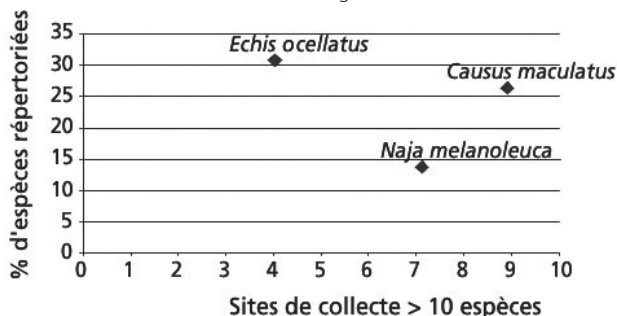 35
30
25
20
15
10
5
0
% d'espèces répertoriées
Echis ocellatus
Causus maculatus
Naja melanoleuca
0 1 2 3 4 5 6 7 8 9 10
Sites de collecte > 10 espèces